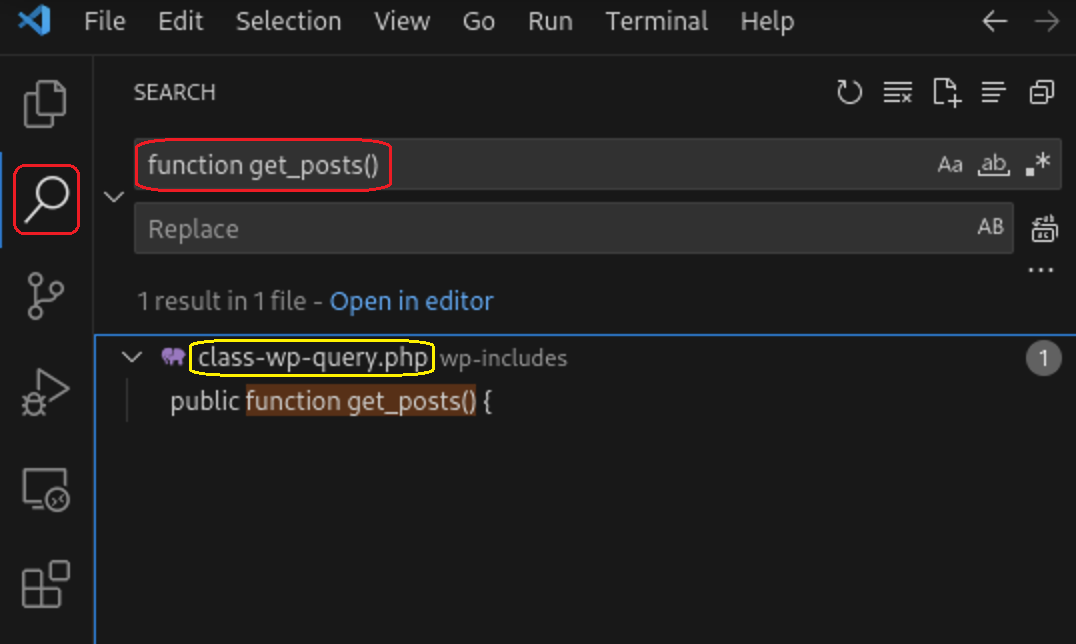 File Edit Selection View Go Run Terminal Help
SEARCH
function get_posts() Aa ab .*
Replace AB
1 result in 1 file - Open in editor
class-wp-query.php wp-includes 1
public function get_posts() {